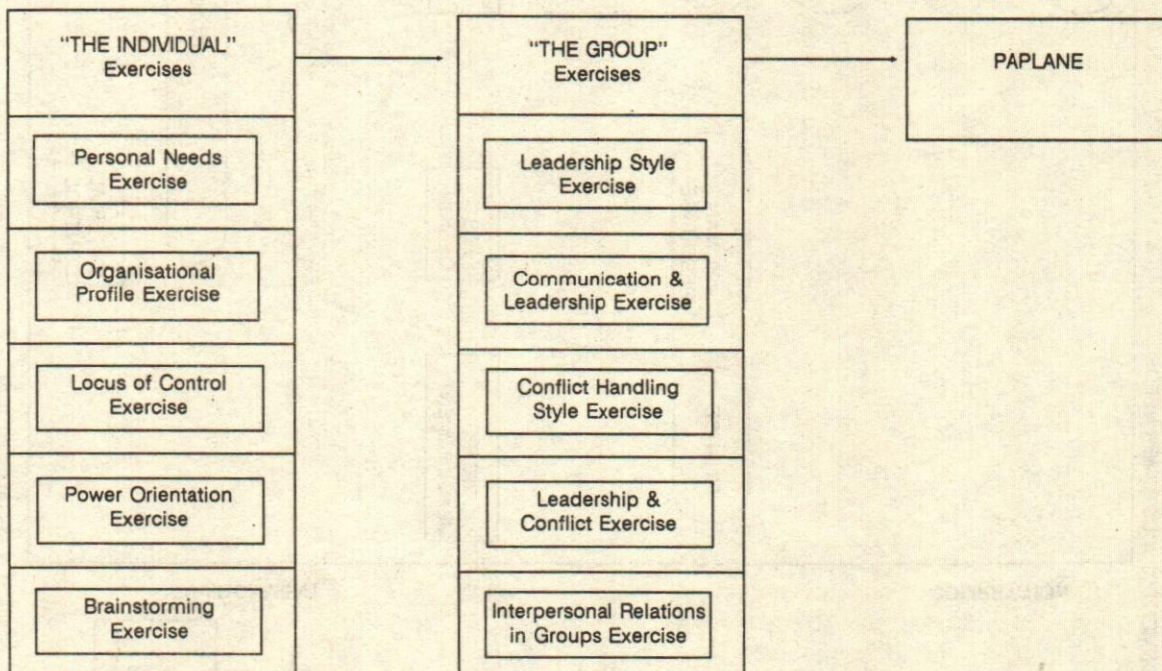 "THE INDIVIDUAL"
Exercises
Personal Needs
Exercise
Organisational
Profile Exercise
Locus of Control
Exercise
Power Orientation
Exercise
Brainstorming
Exercise
"THE GROUP"
Exercises
Leadership Style
Exercise
Communication &
Leadership Exercise
Conflict Handling
Style Exercise
Leadership &
Conflict Exercise
Interpersonal Relations
in Groups Exercise
PAPLANE